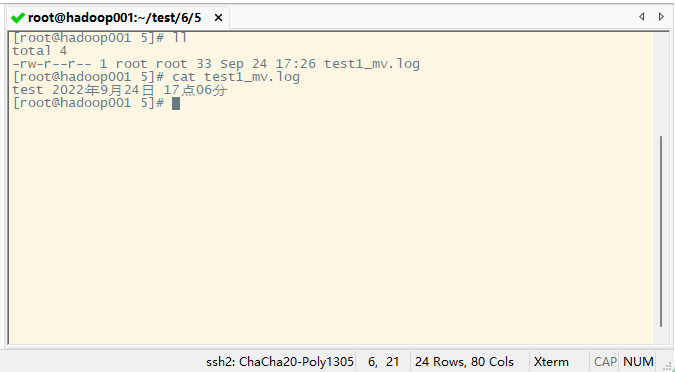 root@hadoop001:~/test/6/5
[root@hadoop001 5]# ll
total 4
-rw-r--r-- 1 root root 33 Sep 24 17:26 test1_mv.log
[root@hadoop001 5]# cat test1_mv.log
test 2022年9月24日 17点06分
[root@hadoop001 5]#
ssh2: ChaCha20-Poly1305 6, 21 24 Rows, 80 Cols Xterm CAP NUM